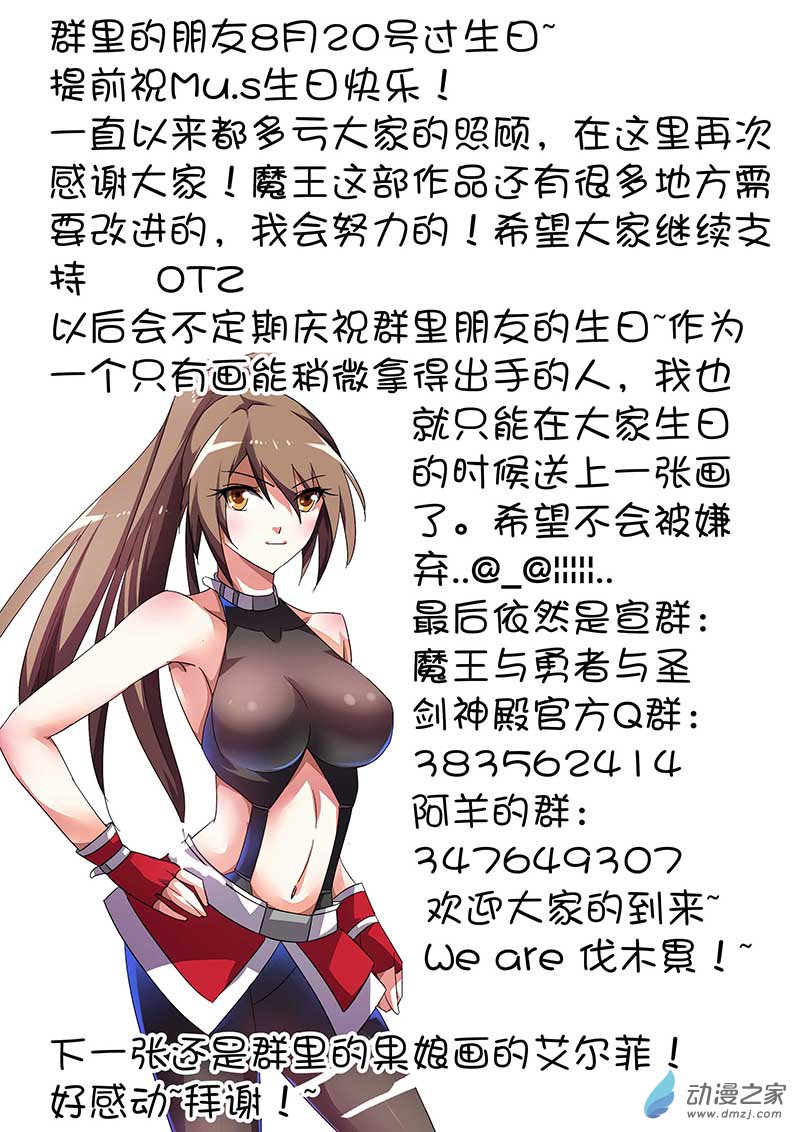 群里的朋友8月20号过生日~
提前祝Mu.s生日快乐！
一直以来都多亏大家的照顾，在这里再次
感谢大家！魔王这部作品还有很多地方需
要改进的，我会努力的！希望大家继续支
持　　OTZ
以后会不定期庆祝群里朋友的生日~作为
一个只有画能稍微拿得出手的人，我也
就只能在大家生日
的时候送上一张画
了。希望不会被嫌
弃..@_@|||||..
最后依然是宣群：
魔王与勇者与圣
剑神殿官方Q群：
383562414
阿羊的群：
347649307
欢迎大家的到来~
We are 伐木累！~
下一张还是群里的果娘画的艾尔菲！
好感动~拜谢！~
动漫之家
www.dmzj.com